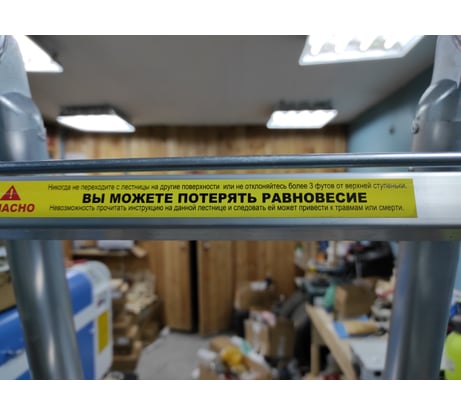 Никогда не переходите с лестницы на другие поверхности или не отклоняйтесь более 3 футов от верхней ступеньки.
ВЫ МОЖЕТЕ ПОТЕРЯТЬ РАВНОВЕСИЕ
Невозможность прочитать инструкцию на данной лестнице и следовать ей может привести к травмам или смерти.
ПАСНО